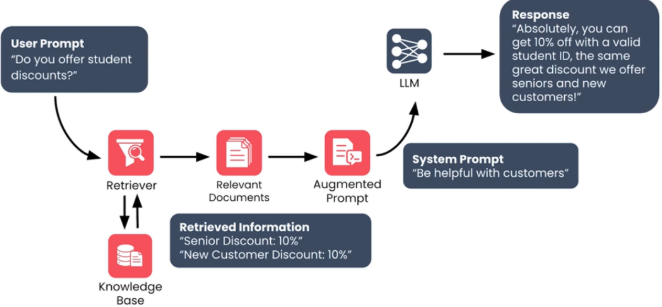 User Prompt
“Do you offer student
discounts?”
Retriever
Knowledge
Base
Relevant
Documents
Augmented
Prompt
Retrieved Information
“Senior Discount: 10%”
“New Customer Discount: 10%”
LLM
System Prompt
“Be helpful with customers”
Response
“Absolutely, you can
get 10% off with a valid
student ID, the same
great discount we offer
seniors and new
customers!”